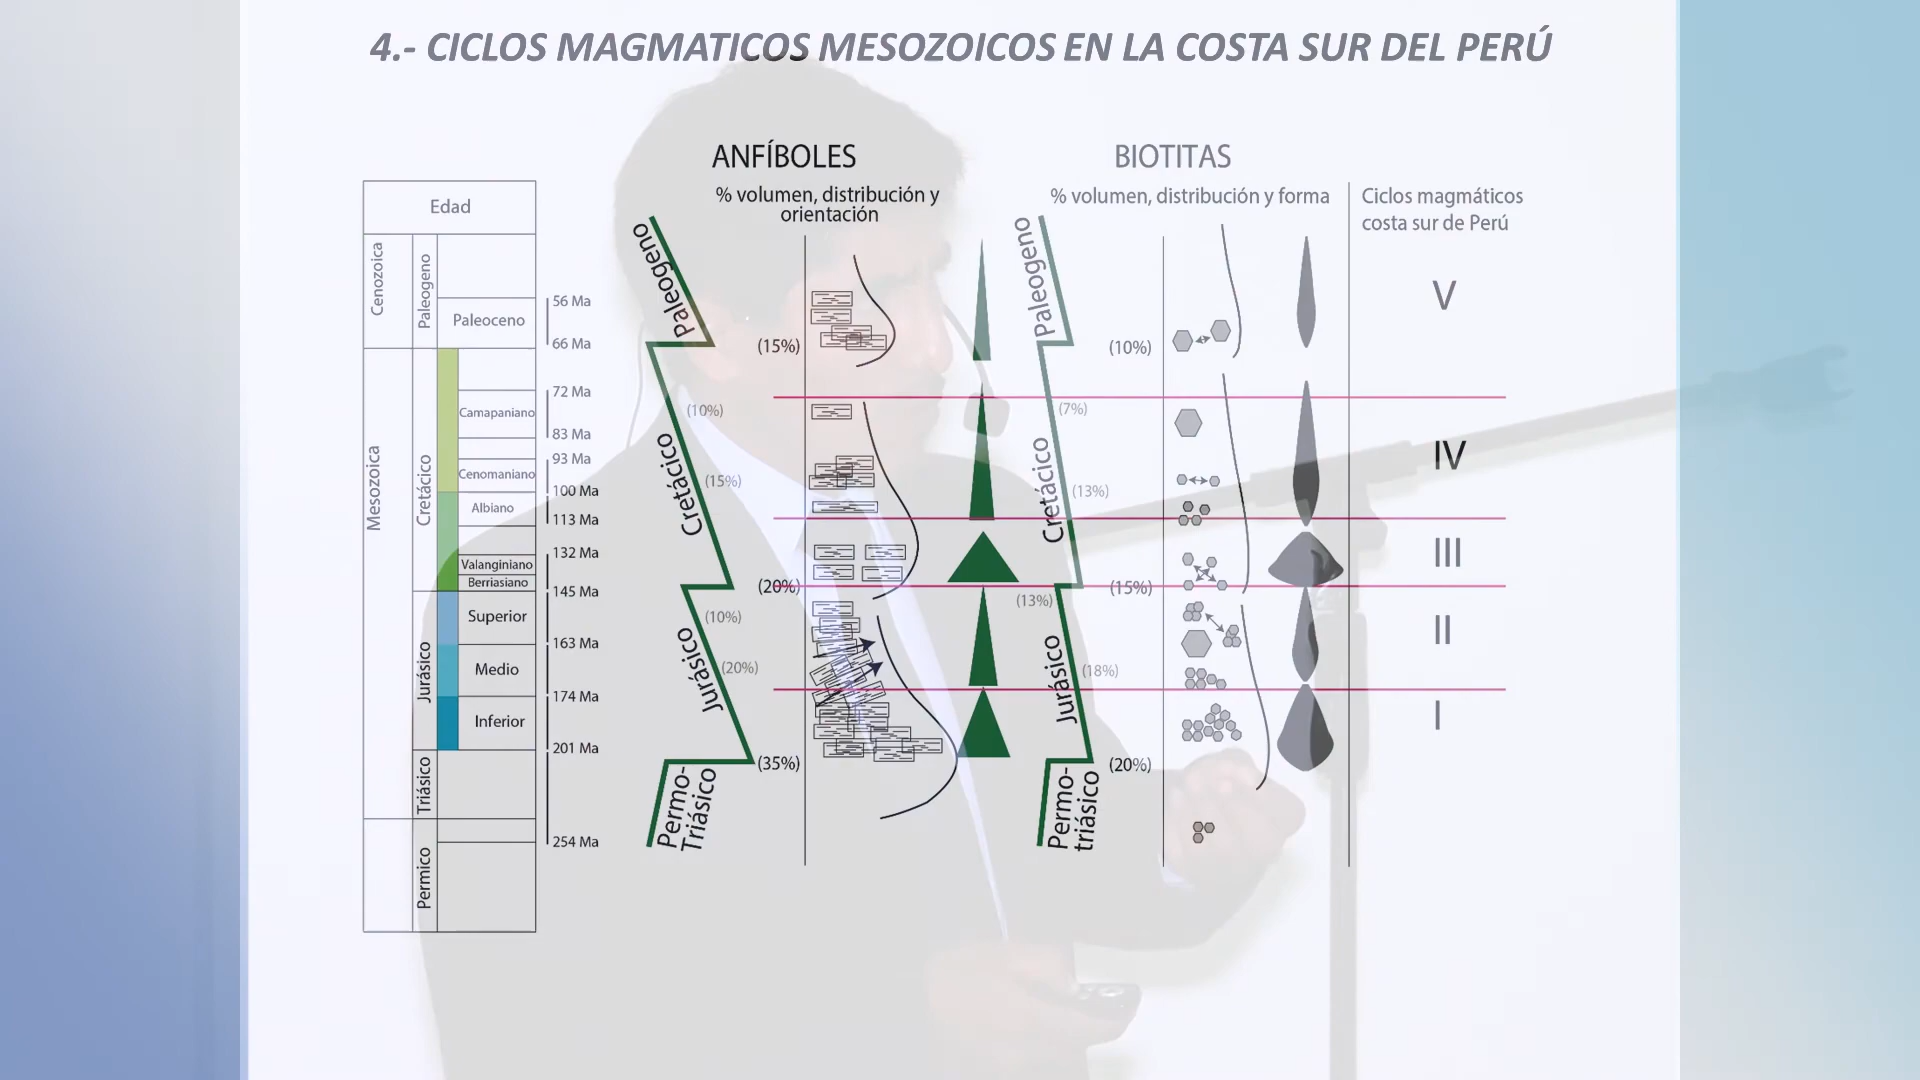 4.- CICLOS MAGMATICOS MESOZOICOS EN LA COSTA SUR DEL PERÚ
ANFÍBOLES
BIOTITAS
% volumen, distribución y
orientación
% volumen, distribución y forma
Ciclos magmáticos
costa sur de Perú
Edad
Cenozoica
Paleogeno
Paleoceno
56 Ma
66 Ma
Mesozoica
Cretácico
Camapaniano
Cenomaniano
Albiano
Valanginiano
Berriasiano
72 Ma
83 Ma
93 Ma
100 Ma
113 Ma
132 Ma
145 Ma
Jurásico
Superior
Medio
Inferior
163 Ma
174 Ma
201 Ma
Triásico
Permico
254 Ma
Paleogeno
Cretácico
Jurásico
Permo-
Triásico
(15%)
(10%)
(15%)
(20%)
(10%)
(20%)
(35%)
Paleogeno
Cretácico
Jurásico
Permo-
triásico
(10%)
(7%)
(13%)
(15%)
(13%)
(18%)
(20%)
V
IV
III
II
I